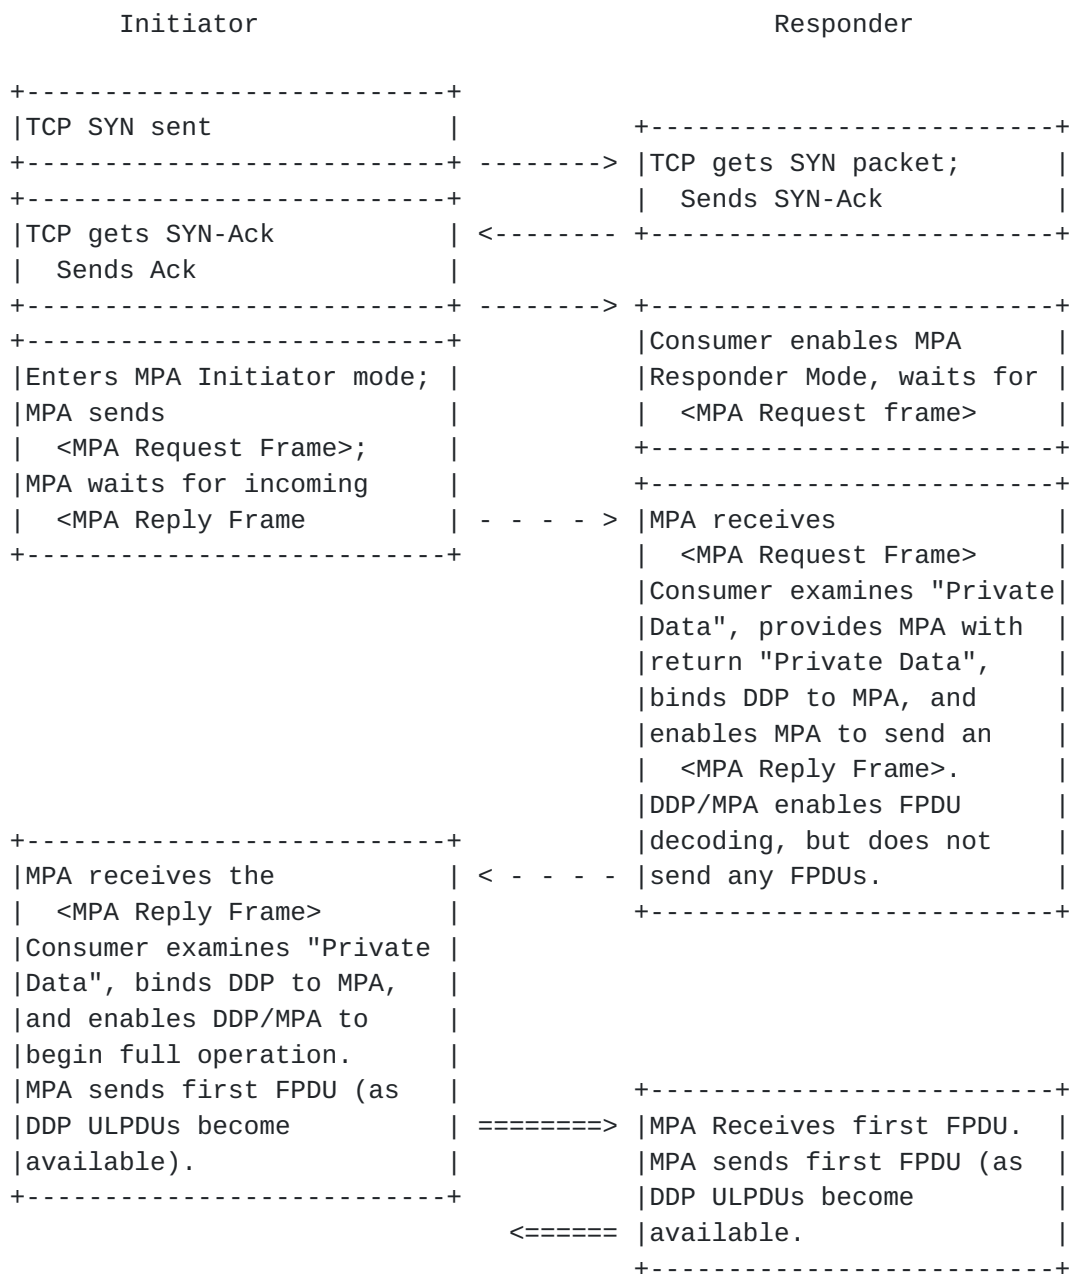 Initiator                                 Responder

+---------------------------+
|TCP SYN sent               |           +--------------------------+
+---------------------------+ --------> |TCP gets SYN packet;      |
+---------------------------+           |  Sends SYN-Ack           |
|TCP gets SYN-Ack           | <-------- +--------------------------+
|  Sends Ack                |
+---------------------------+ --------> +--------------------------+
+---------------------------+           |Consumer enables MPA      |
|Enters MPA Initiator mode; |           |Responder Mode, waits for |
|MPA sends                  |           |  <MPA Request frame>     |
|  <MPA Request Frame>;     |           +--------------------------+
|MPA waits for incoming     |           +--------------------------+
|  <MPA Reply Frame         | - - - - > |MPA receives              |
+---------------------------+           |  <MPA Request Frame>     |
                                        |Consumer examines "Private|
                                        |Data", provides MPA with  |
                                        |return "Private Data",    |
                                        |binds DDP to MPA, and     |
                                        |enables MPA to send an    |
                                        |  <MPA Reply Frame>.      |
                                        |DDP/MPA enables FPDU      |
+---------------------------+           |decoding, but does not    |
|MPA receives the           | < - - - - |send any FPDUs.           |
|  <MPA Reply Frame>        |           +--------------------------+
|Consumer examines "Private |
|Data", binds DDP to MPA,   |
|and enables DDP/MPA to     |
|begin full operation.      |
|MPA sends first FPDU (as   |           +--------------------------+
|DDP ULPDUs become          | ========> |MPA Receives first FPDU.  |
|available).                |           |MPA sends first FPDU (as  |
+---------------------------+           |DDP ULPDUs become         |
                                <====== |available.                |
                                        +--------------------------+